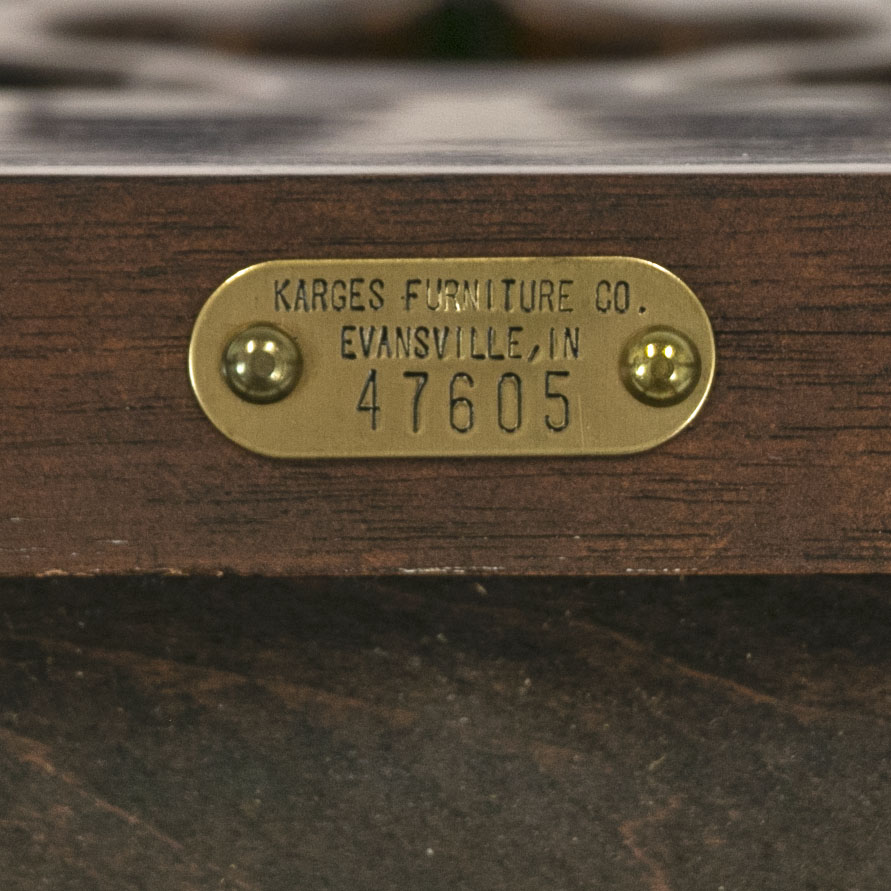 KARGES FURNITURE CO.
EVANSVILLE, IN
47605